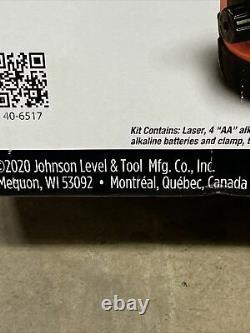 40-6517
Kit Contains: Laser, 4 "AA" alk
alkaline batteries and clamp,
©2020 Johnson Level & Tool Mfg. Co., Inc.
Mequon, WI 53092 • Montréal, Québec, Canada